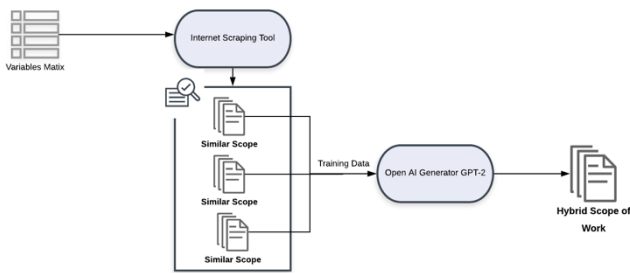 Internet Scraping Tool
Variables Matix
Similar Scope
Training Data
Similar Scope
Open AI Generator GPT-2
Similar Scope
Hybrid Scope of
Work